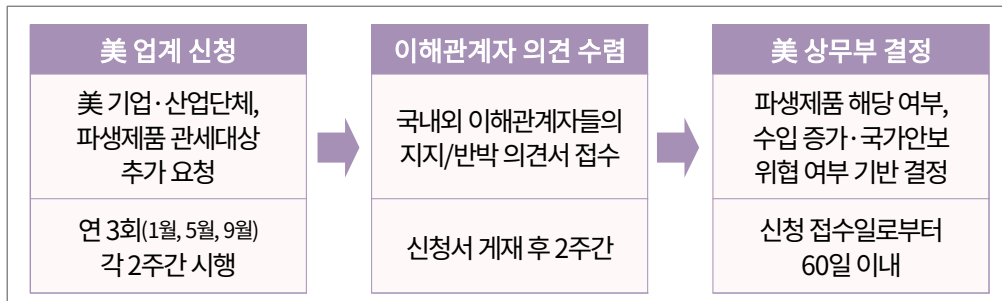 美 업계 신청
美 기업·산업단체,
파생제품 관세대상
추가 요청
연 3회(1월, 5월, 9월)
각 2주간 시행
이해관계자 의견 수렴
국내외 이해관계자들의
지지/반박 의견서 접수
신청서 게재 후 2주간
美 상무부 결정
파생제품 해당 여부,
수입 증가·국가안보
위협 여부 기반 결정
신청 접수일로부터
60일 이내